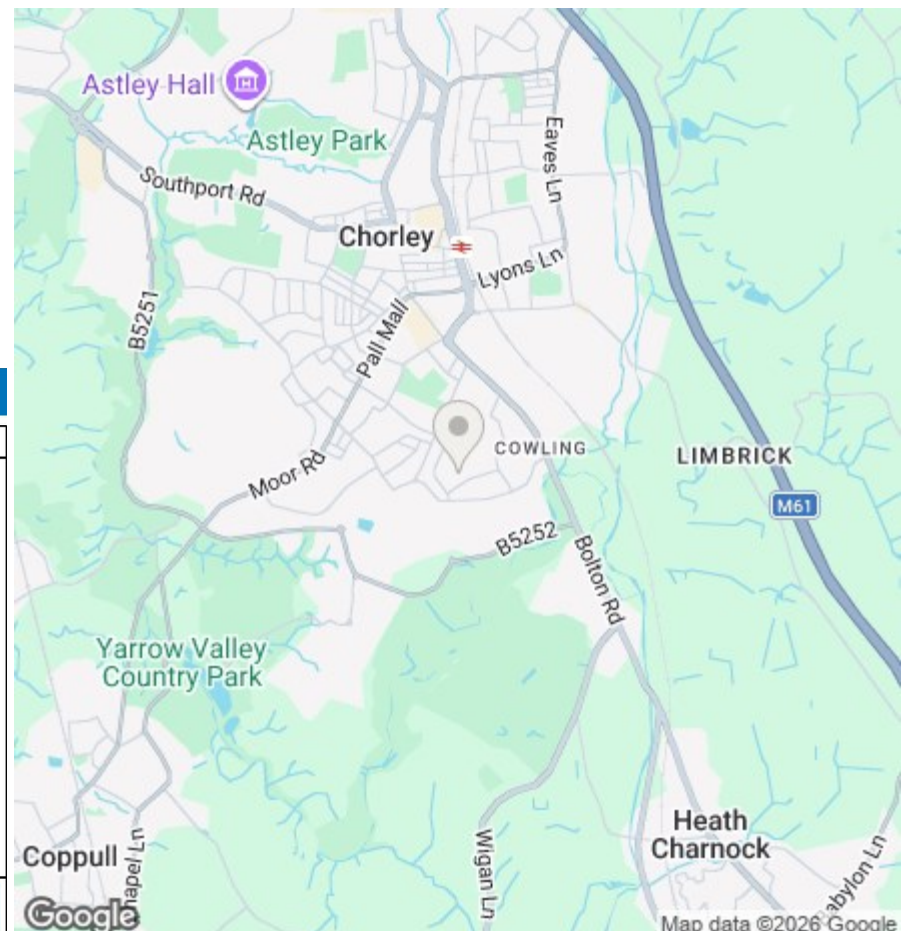 Astley Hall
Astley Park
Eaves Ln
Southport Rd
Chorley
Lyons Ln
B5251
Pall Mall
COWLING
LIMBRICK
Moor Rd
M61
B5252
Bolton Rd
Yarrow Valley
Country Park
Heath
Charnock
Wigan Ln
Coppull
Chapel Ln
Babylon Ln
Google
Map data ©2026 Google